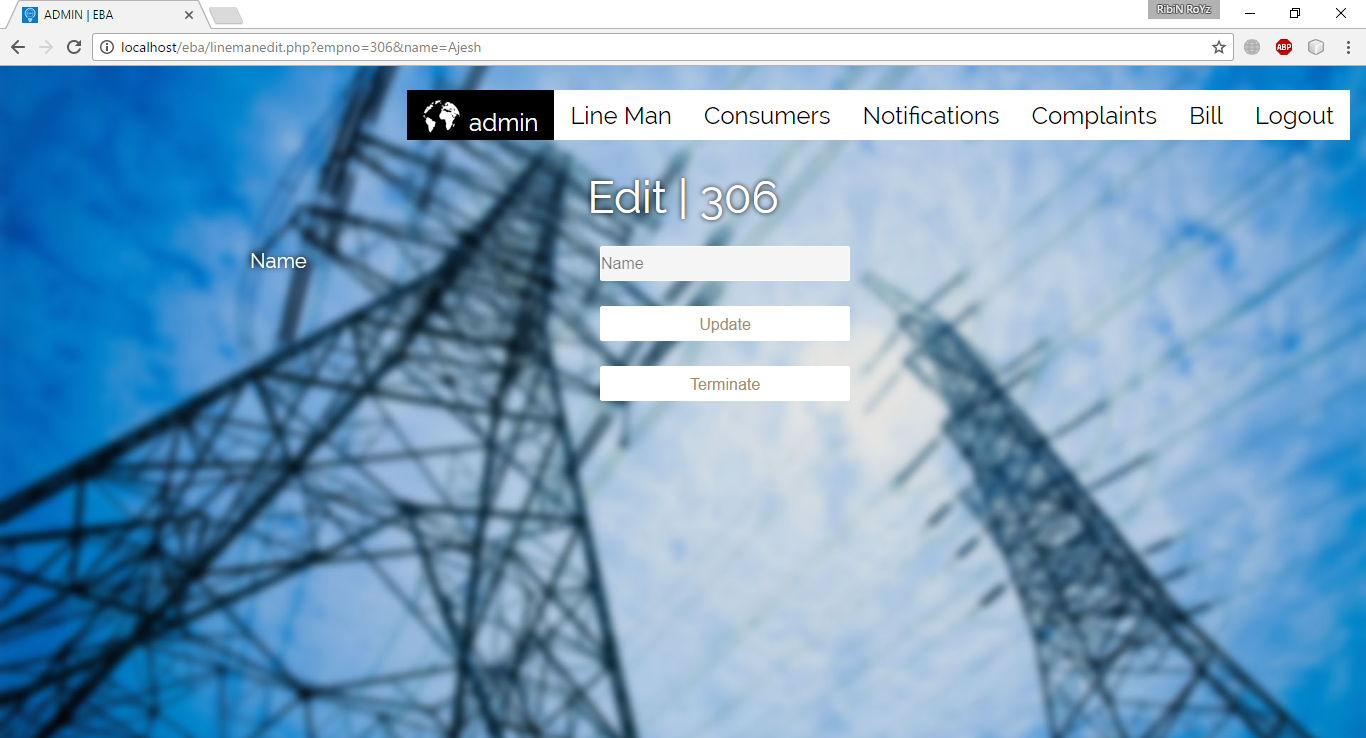 ADMIN | EBA
RibiN RoYz
localhost/eba/linemanedit.php?empno=306&name=Ajesh
ABP
admin Line Man Consumers Notifications Complaints Bill Logout
Edit | 306
Name Name
Update
Terminate